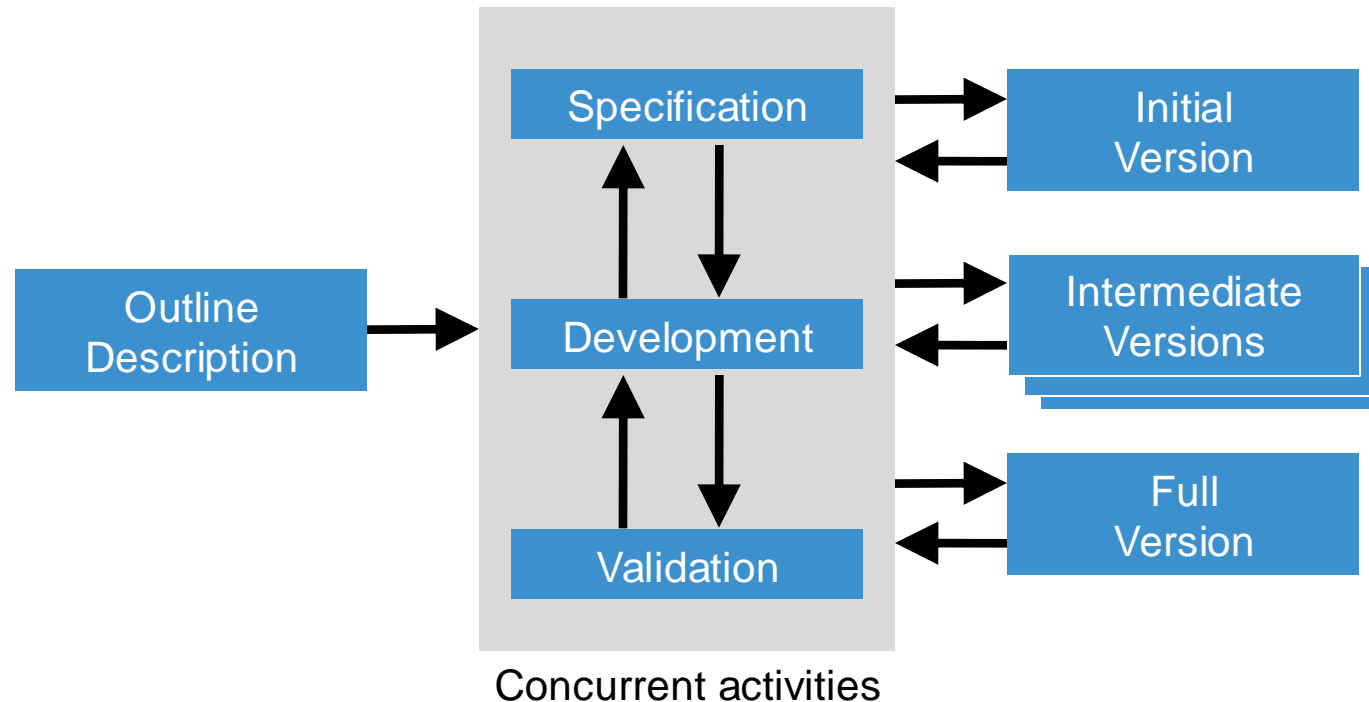 Outline
Description
Specification
Development
Validation
Concurrent activities
Initial
Version
Intermediate
Versions
Full
Version